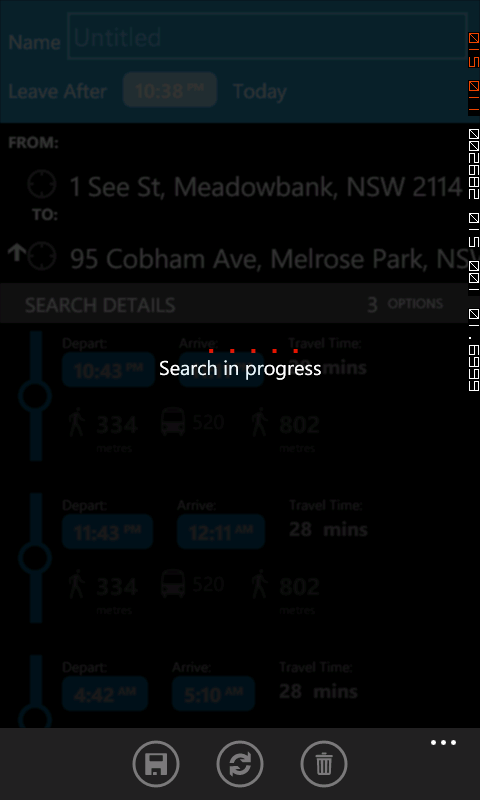 Name Untitled
Leave After 10:38 PM Today
FROM:
1 See St, Meadowbank, NSW 2114
TO:
95 Cobham Ave, Melrose Park, NSW
SEARCH DETAILS 3 OPTIONS
Depart: Arrive: Travel Time:
10:43 PM mins
Search in progress
334 520 802
metres metres
Depart: Arrive: Travel Time:
11:43 PM 12:11 AM 28 mins
334 520 802
metres metres
Depart: Arrive: Travel Time:
4:42 AM 5:10 AM 28 mins